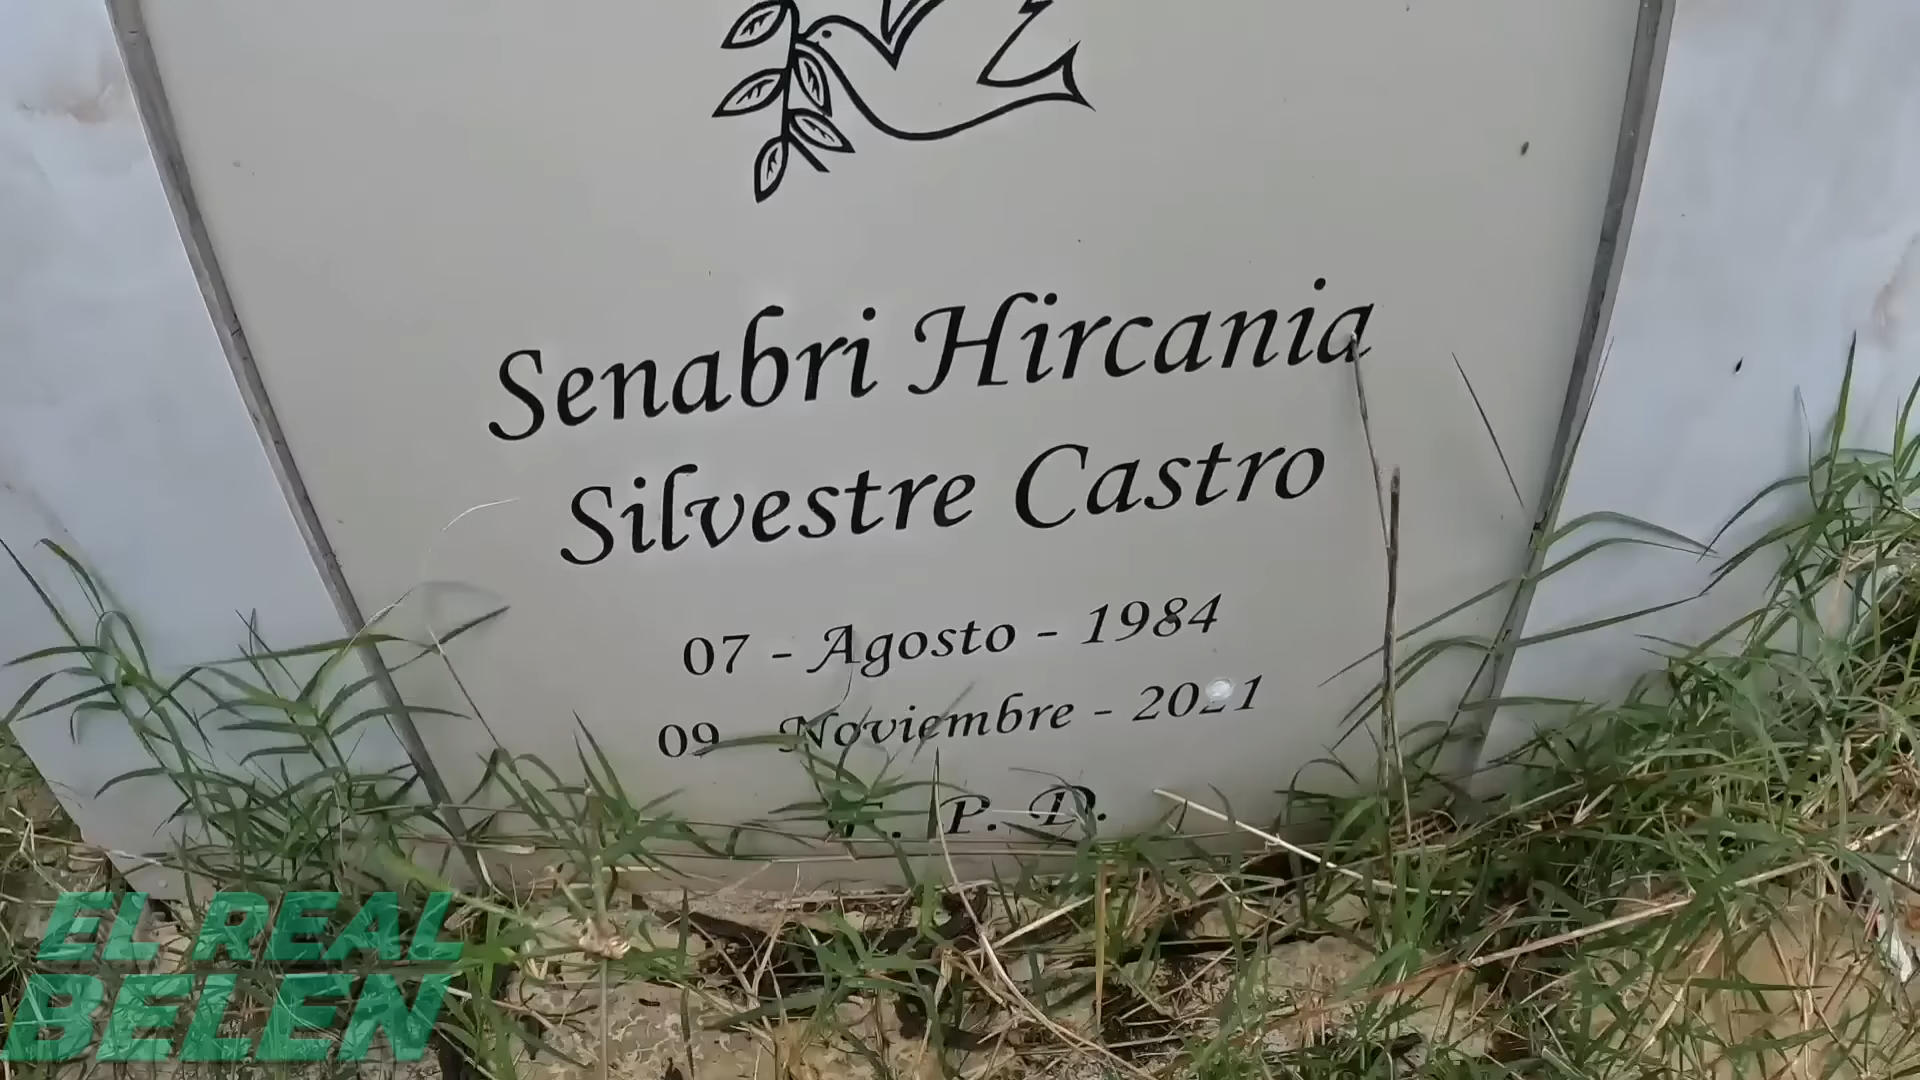 Senabri Hircania
Silvestre Castro
07 - Agosto - 1984
09 - Noviembre - 2021
P. D.
EL REAL
BELEN